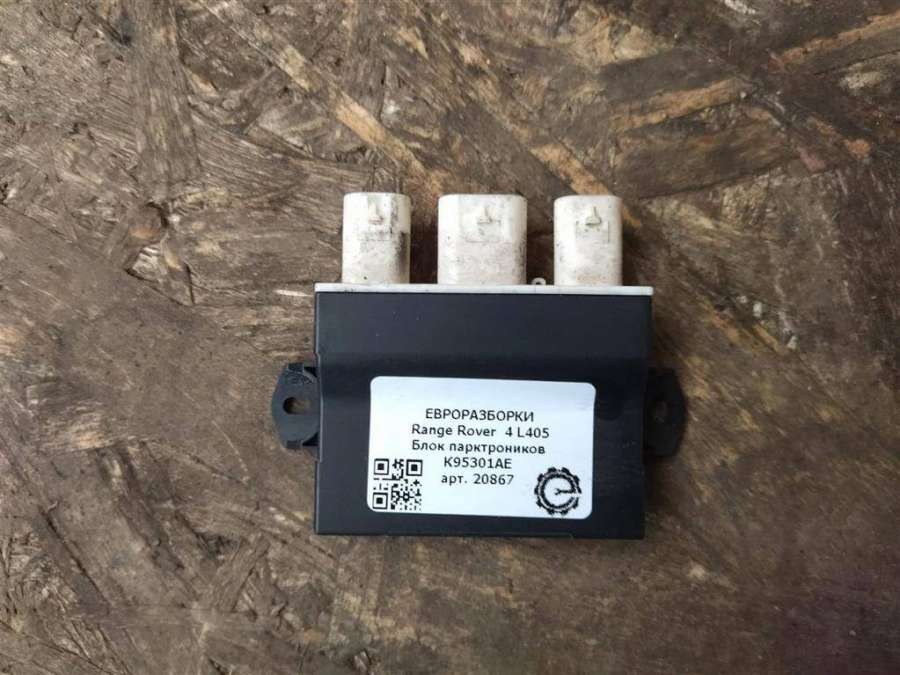 ЕВРОРАЗБОРКИ
Range Rover 4 L405
Блок парктроников
K95301AE
арт. 20867